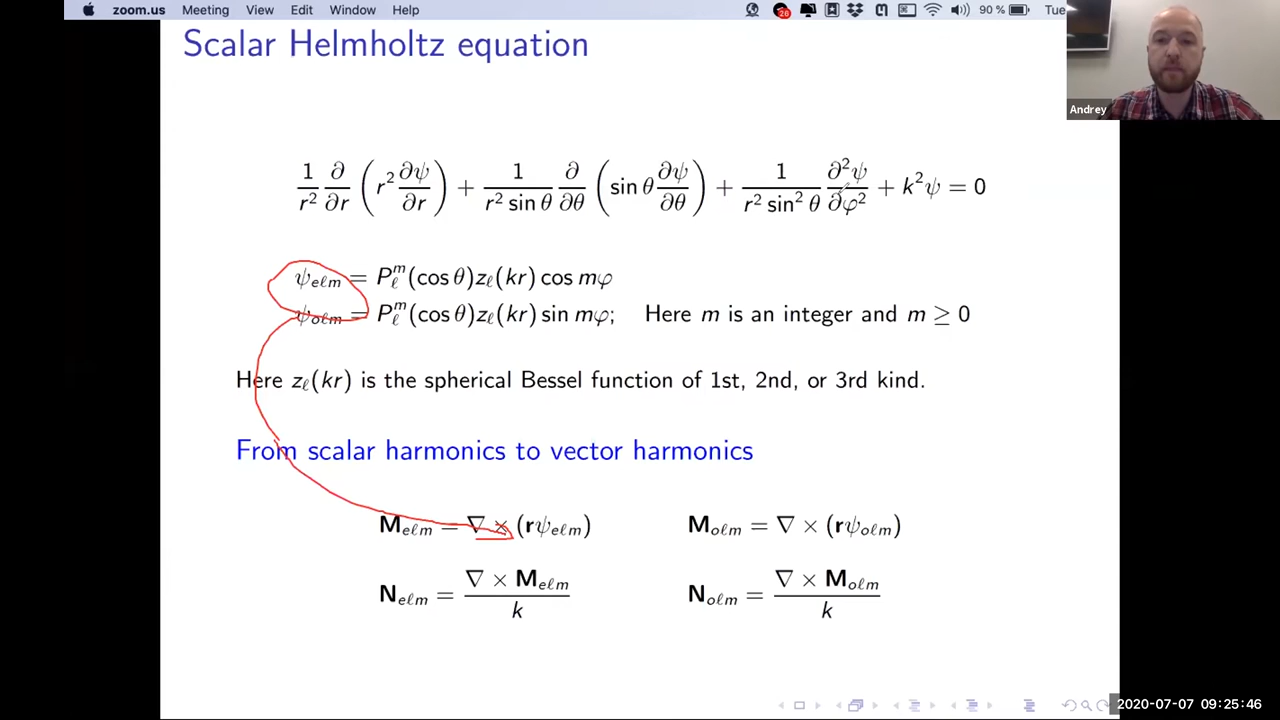 zoom.us Meeting View Edit Window Help
26
90 %
Tue
Scalar Helmholtz equation
Andrey
1/r² ∂/∂r (r² ∂ψ/∂r) + 1/(r² sin θ) ∂/∂θ (sin θ ∂ψ/∂θ) + 1/(r² sin² θ) ∂²ψ/∂φ² + k²ψ = 0
ψ_eℓm = P_ℓ^m(cos θ)z_ℓ(kr) cos mφ
ψ_oℓm = P_ℓ^m(cos θ)z_ℓ(kr) sin mφ; Here m is an integer and m ≥ 0
Here z_ℓ(kr) is the spherical Bessel function of 1st, 2nd, or 3rd kind.
From scalar harmonics to vector harmonics
M_eℓm = ∇ × (rψ_eℓm) M_oℓm = ∇ × (rψ_oℓm)
N_eℓm = ∇ × M_eℓm / k N_oℓm = ∇ × M_oℓm / k
2020-07-07 09:25:46